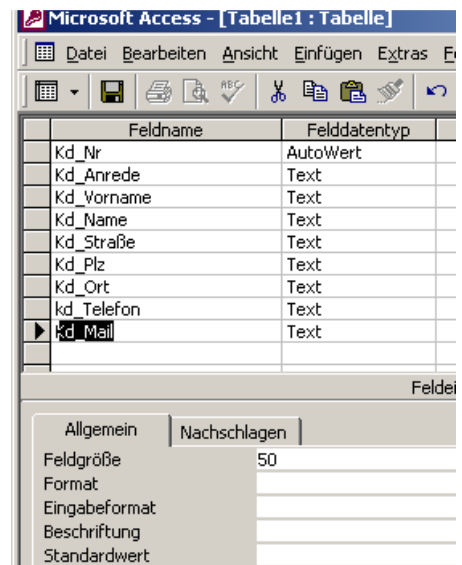 Microsoft Access - [Tabelle1 : Tabelle]
Datei Bearbeiten Ansicht Einfügen Extras
ABC
Feldname Felddatentyp
Kd_Nr AutoWert
Kd_Anrede Text
Kd_Vorname Text
Kd_Name Text
Kd_Straße Text
Kd_Plz Text
Kd_Ort Text
kd_Telefon Text
Kd_Mail Text
Feldei
Allgemein Nachschlagen
Feldgröße 50
Format
Eingabeformat
Beschriftung
Standardwert